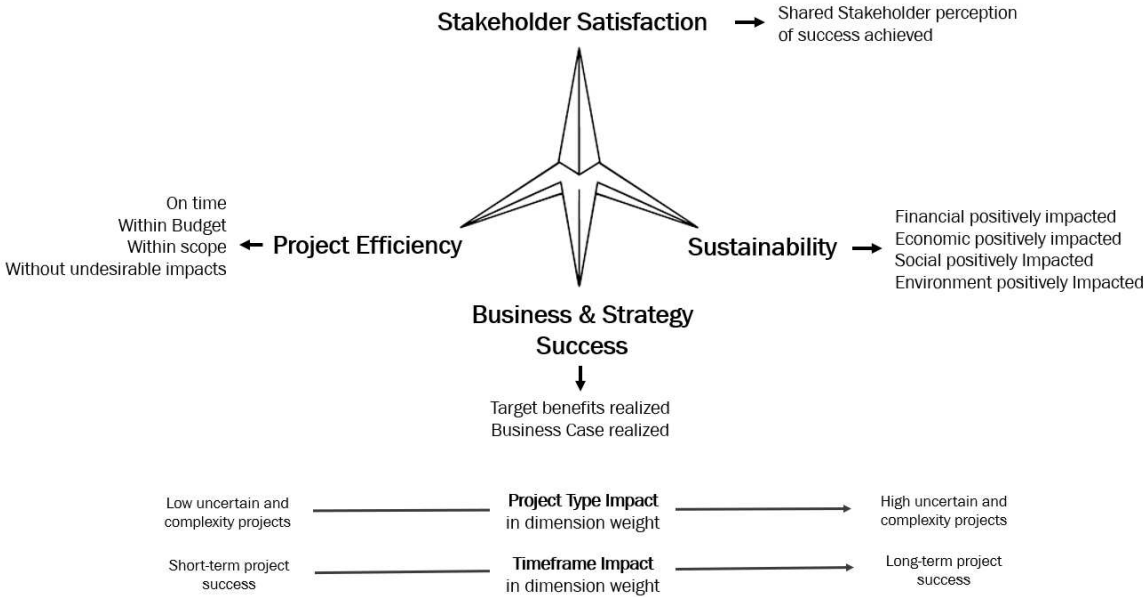 Stakeholder Satisfaction
Shared Stakeholder perception
of success achieved
On time
Within Budget
Within scope
Without undesirable impacts
Project Efficiency
Sustainability
Financial positively impacted
Economic positively impacted
Social positively Impacted
Environment positively Impacted
Business & Strategy
Success
Target benefits realized
Business Case realized
Low uncertain and
complexity projects
Project Type Impact
in dimension weight
High uncertain and
complexity projects
Short-term project
success
Timeframe Impact
in dimension weight
Long-term project
success